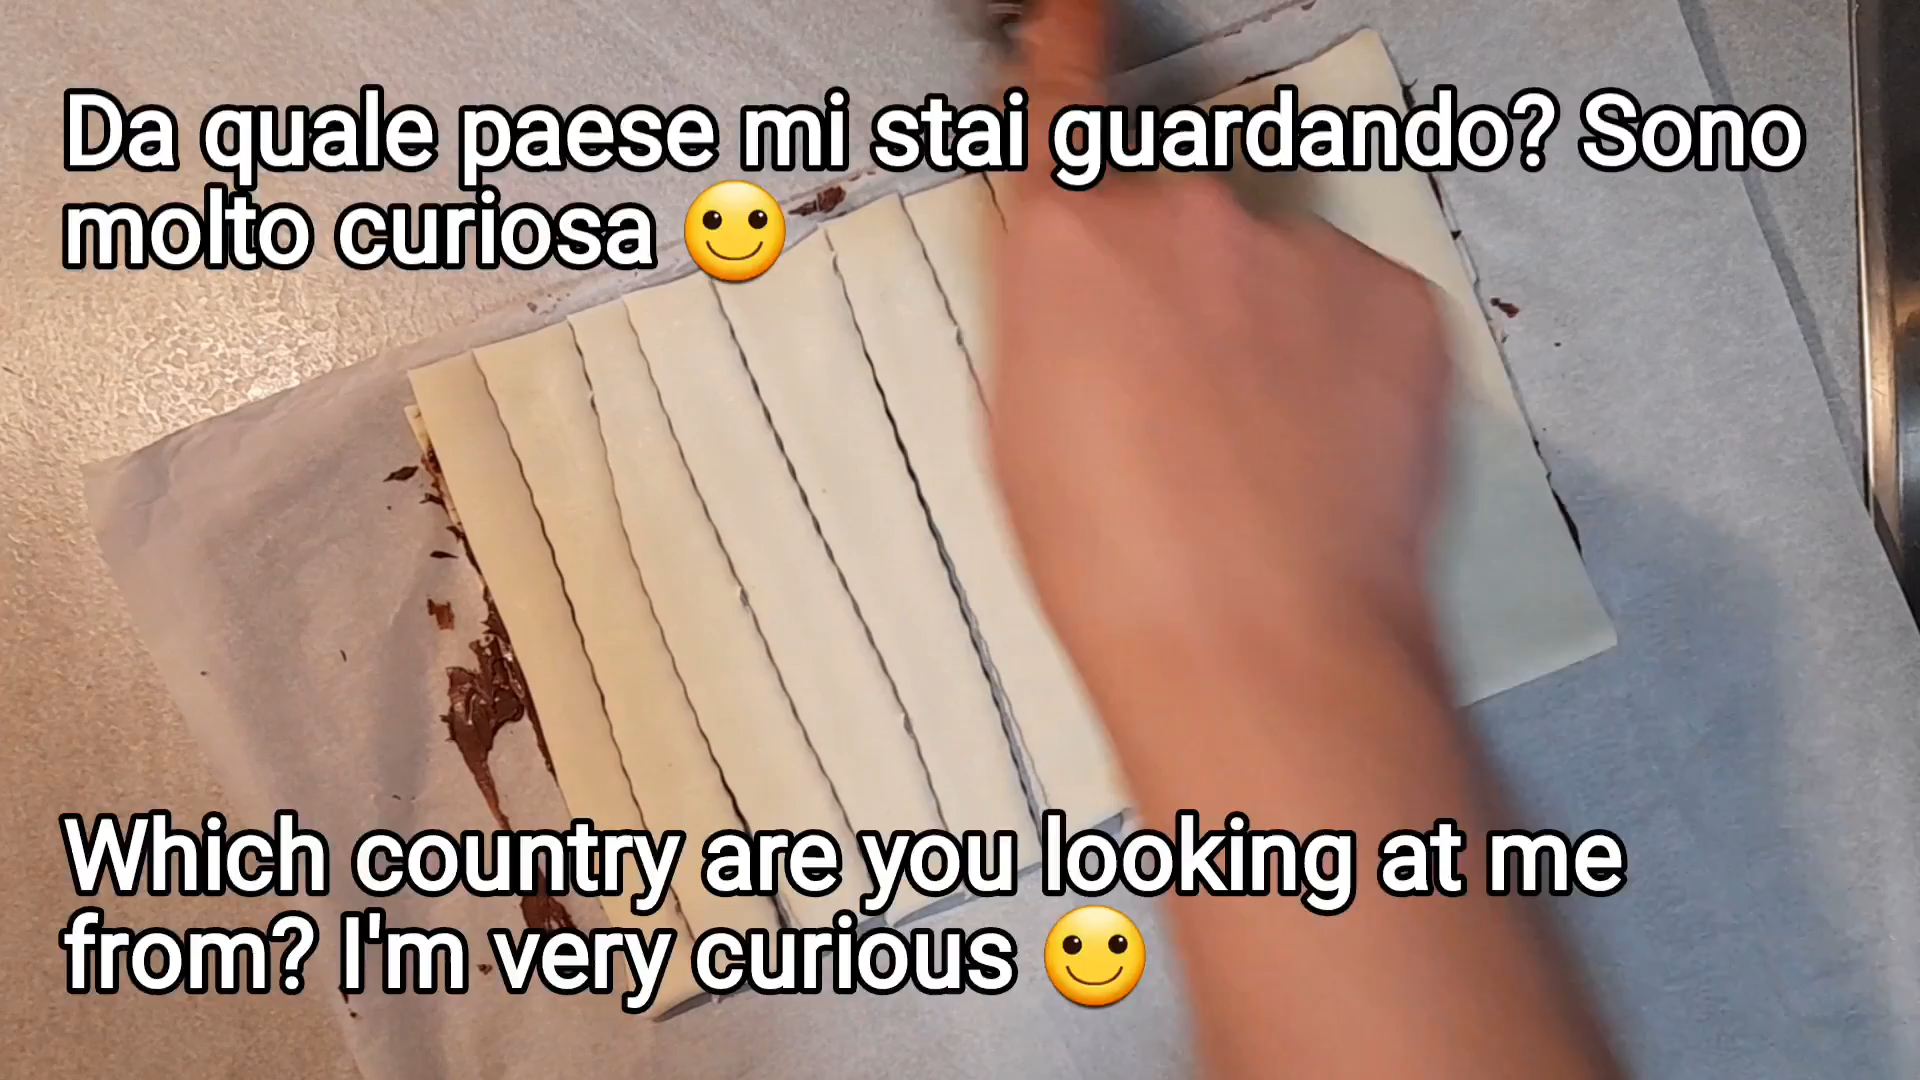 Da quale paese mi stai guardando? Sono
molto curiosa 🙂
Which country are you looking at me
from? I'm very curious 🙂